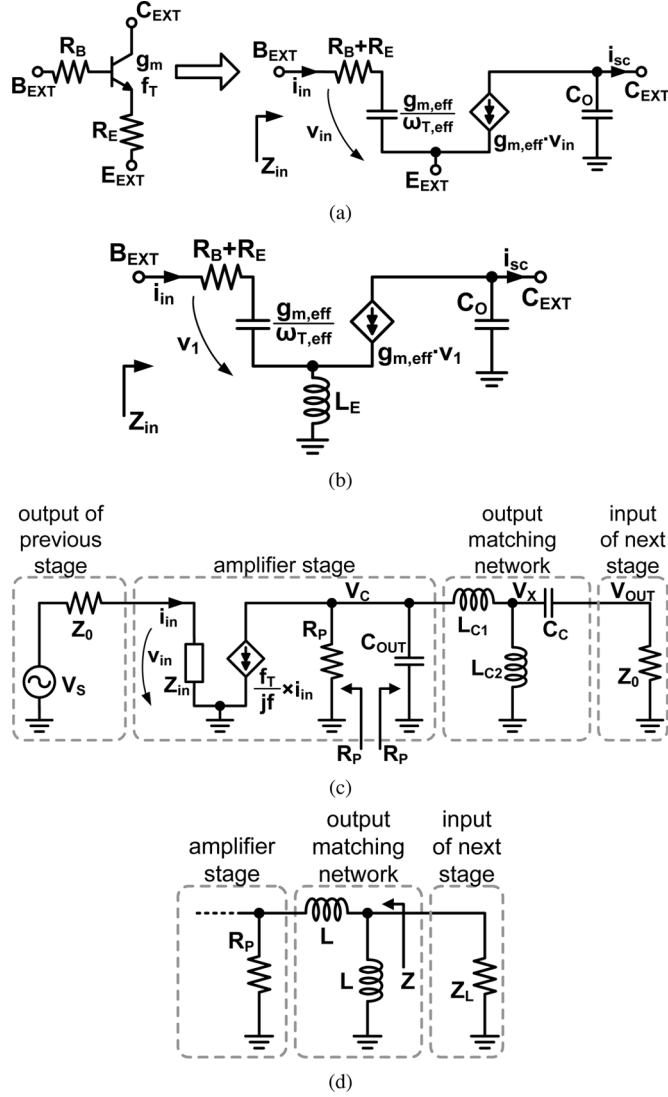 C_EXT
R_B
g_m
B_EXT
f_T
R_E
E_EXT
B_EXT
R_B+R_E
i_in
i_sc
C_EXT
g_m,eff
ω_T,eff
C_O
v_in
g_m,eff·v_in
Z_in
E_EXT
(a)
B_EXT
R_B+R_E
i_in
i_sc
C_EXT
g_m,eff
ω_T,eff
C_O
v_1
g_m,eff·v_1
Z_in
L_E
(b)
output of previous stage
amplifier stage
output matching network
input of next stage
Z_0
i_in
V_C
V_X
V_OUT
R_P
L_C1
C_C
v_in
C_OUT
V_S
Z_in
f_T
jf
×i_in
L_C2
Z_0
R_P
R_P
(c)
amplifier stage
output matching network
input of next stage
R_P
L
L
Z
Z_L
(d)